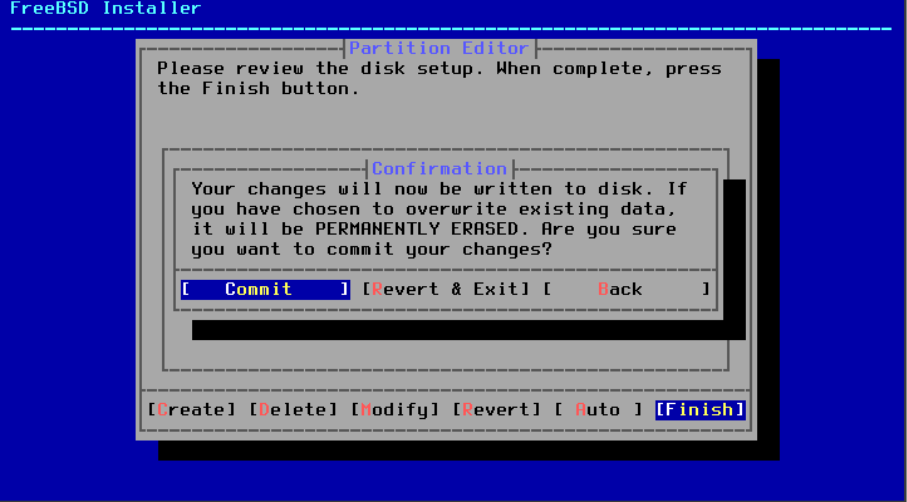 FreeBSD Installer
Partition Editor
Please review the disk setup. When complete, press
the Finish button.
Confirmation
Your changes will now be written to disk. If
you have chosen to overwrite existing data,
it will be PERMANENTLY ERASED. Are you sure
you want to commit your changes?
[ Commit ] [Revert & Exit] [ Back ]
[Create] [Delete] [Modify] [Revert] [ Auto ] [Finish]